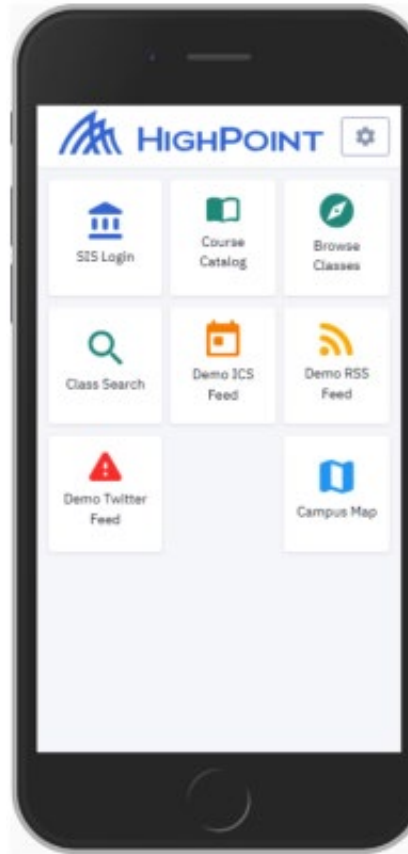 HIGHPOINT
SIS Login
Course
Catalog
Browse
Classes
Class Search
Demo ICS
Feed
Demo RSS
Feed
Demo Twitter
Feed
Campus Map